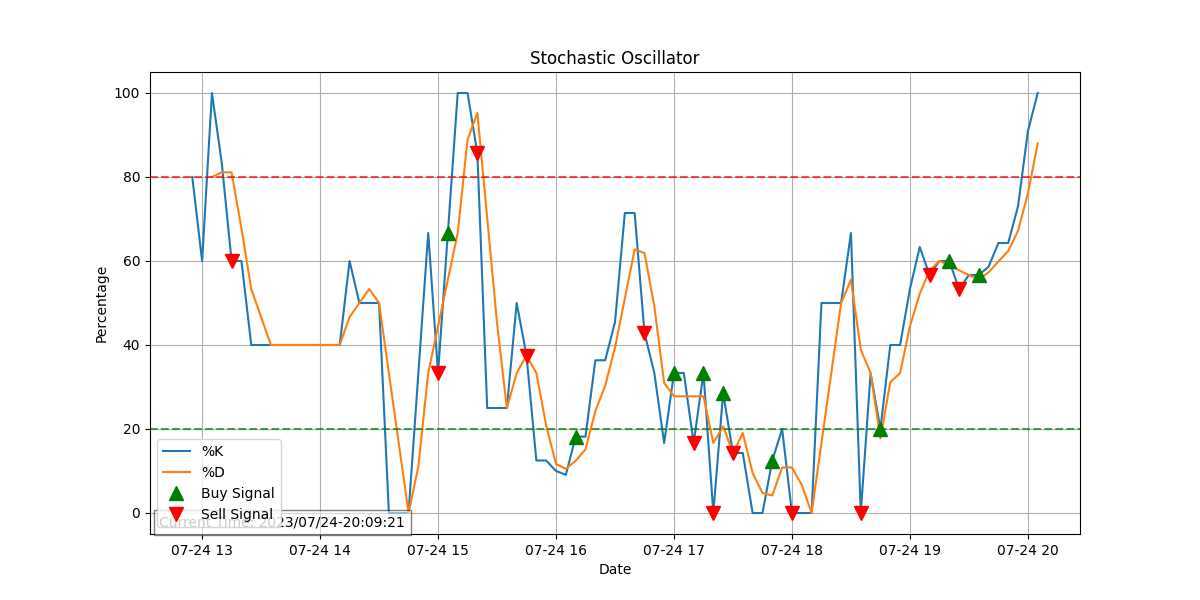 Stochastic Oscillator
Percentage
100
80
60
40
20
0
%K
%D
Buy Signal
Sell Signal
Current Time: 2023/07/24-20:09:21
07-24 13 07-24 14 07-24 15 07-24 16 07-24 17 07-24 18 07-24 19 07-24 20
Date